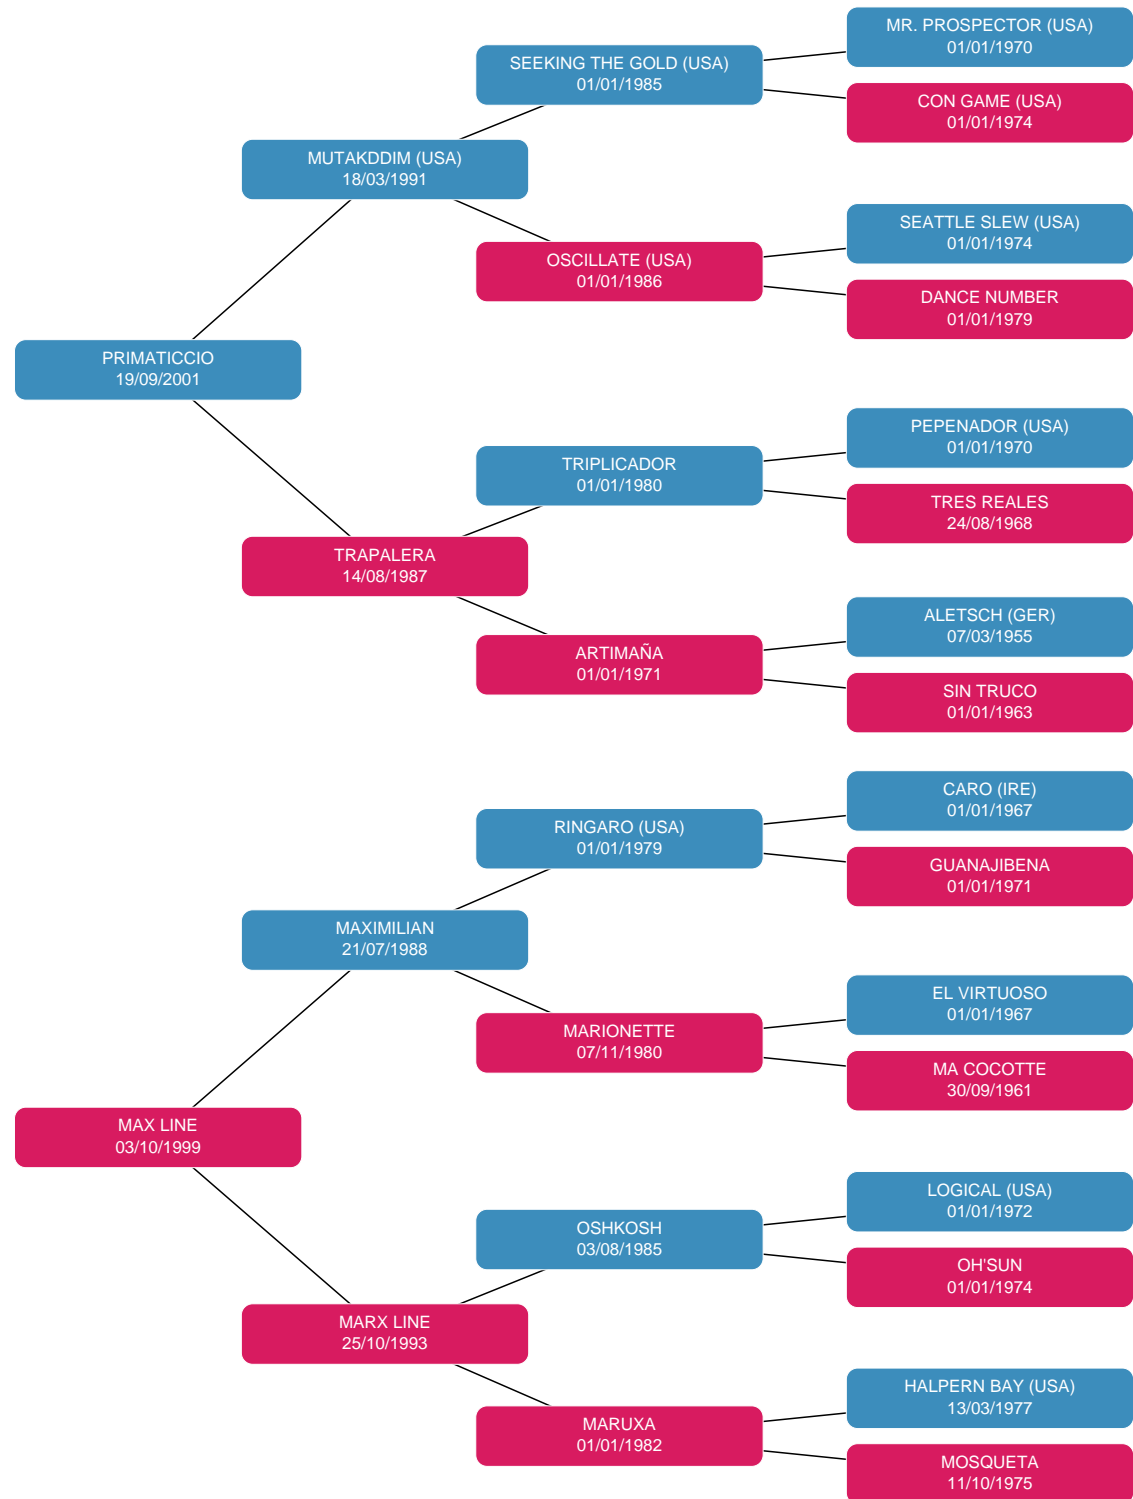 MR. PROSPECTOR (USA)
01/01/1970
SEEKING THE GOLD (USA)
01/01/1985
CON GAME (USA)
01/01/1974
MUTAKDDIM (USA)
18/03/1991
SEATTLE SLEW (USA)
01/01/1974
OSCILLATE (USA)
01/01/1986
DANCE NUMBER
01/01/1979
PRIMATICCIO
19/09/2001
PEPENADOR (USA)
01/01/1970
TRIPLICADOR
01/01/1980
TRES REALES
24/08/1968
TRAPALERA
14/08/1987
ALETSCH (GER)
07/03/1955
ARTIMAÑA
01/01/1971
SIN TRUCO
01/01/1963
CARO (IRE)
01/01/1967
RINGARO (USA)
01/01/1979
GUANAJIBENA
01/01/1971
MAXIMILIAN
21/07/1988
EL VIRTUOSO
01/01/1967
MARIONETTE
07/11/1980
MA COCOTTE
30/09/1961
MAX LINE
03/10/1999
LOGICAL (USA)
01/01/1972
OSHKOSH
03/08/1985
OH'SUN
01/01/1974
MARX LINE
25/10/1993
HALPERN BAY (USA)
13/03/1977
MARUXA
01/01/1982
MOSQUETA
11/10/1975